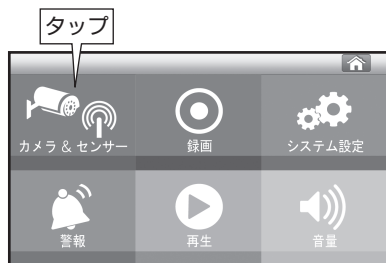 タップ
カメラ & センサー
録画
システム設定
警報
再生
音量